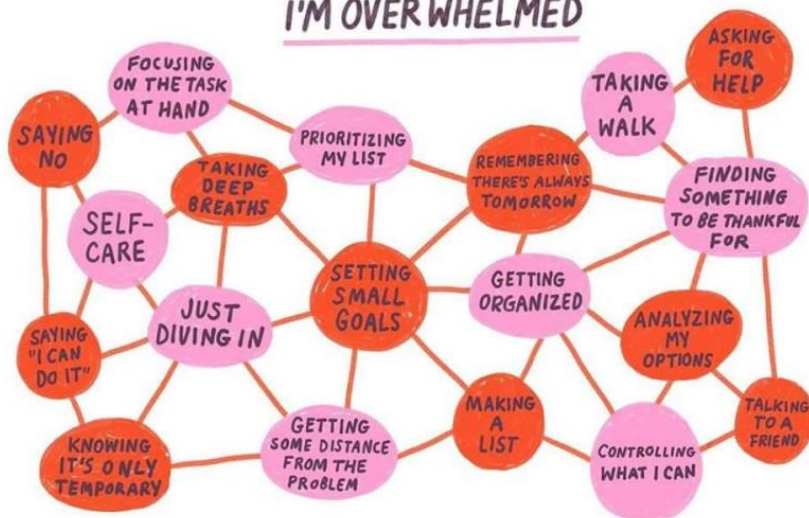 I'M OVERWHELMED
FOCUSING
ON THE TASK
AT HAND
ASKING
FOR
HELP
TAKING
A
WALK
SAYING
NO
PRIORITIZING
MY LIST
REMEMBERING
THERE'S ALWAYS
TOMORROW
TAKING
DEEP
BREATHS
FINDING
SOMETHING
TO BE THANKFUL
FOR
SELF-
CARE
SETTING
SMALL
GOALS
GETTING
ORGANIZED
JUST
DIVING IN
ANALYZING
MY
OPTIONS
SAYING
"I CAN
DO IT"
MAKING
A
LIST
TALKING
TO A
FRIEND
KNOWING
IT'S ONLY
TEMPORARY
GETTING
SOME DISTANCE
FROM THE
PROBLEM
CONTROLLING
WHAT I CAN